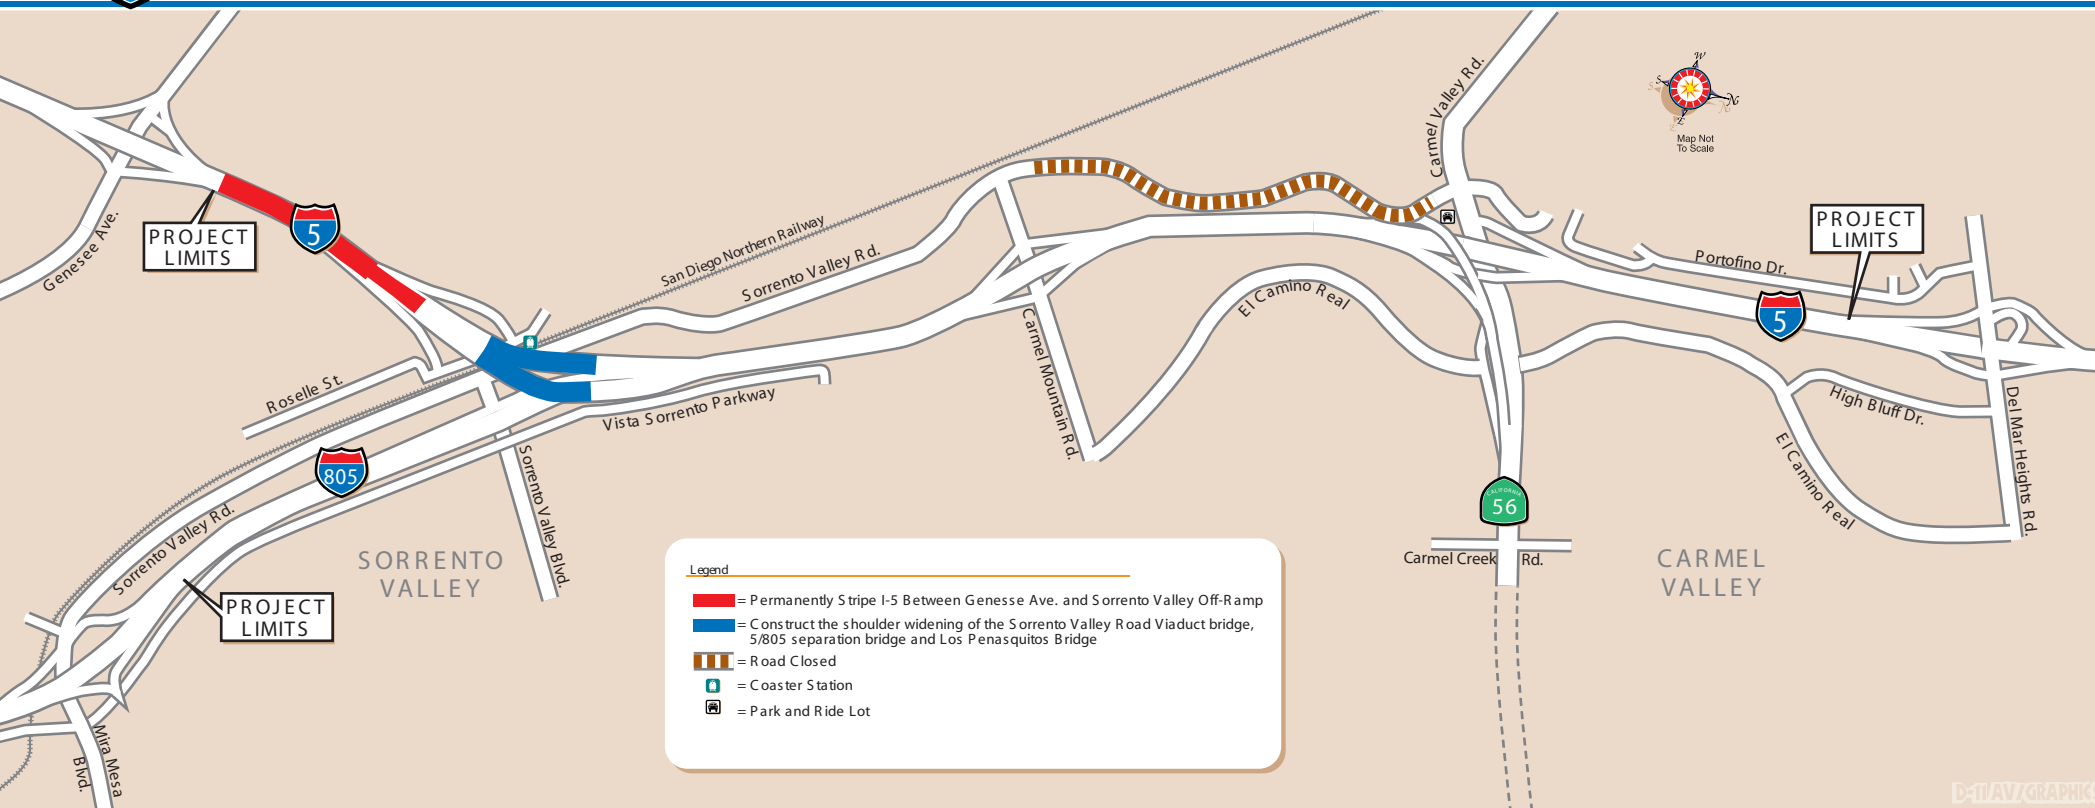 Genesee Ave.
PROJECT
LIMITS
5
San Diego Northern Railway
Sorrento Valley Rd.
Carmel Valley Rd.
W
S
N
E
Map Not
To Scale
PROJECT
LIMITS
Portofino Dr.
5
El Camino Real
Carmel Mountain Rd.
Roselle St.
Vista Sorrento Parkway
805
Sorrento Valley Rd.
Sorrento Valley Blvd.
High Bluff Dr.
Del Mar Heights Rd.
El Camino Real
CALIFORNIA
56
Carmel Creek Rd.
SORRENTO
VALLEY
CARMEL
VALLEY
PROJECT
LIMITS
Mira Mesa
Blvd.
Legend
= Permanently Stripe I-5 Between Genesse Ave. and Sorrento Valley Off-Ramp
= Construct the shoulder widening of the Sorrento Valley Road Viaduct bridge,
5/805 separation bridge and Los Penasquitos Bridge
= Road Closed
= Coaster Station
= Park and Ride Lot
D-11 AV/GRAPHIC